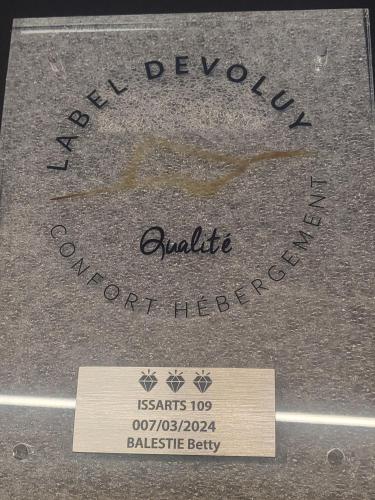 LABEL DEVOLUY
Qualité
CONFORT HÉBERGEMENT
ISSARTS 109
007/03/2024
BALESTIE Betty